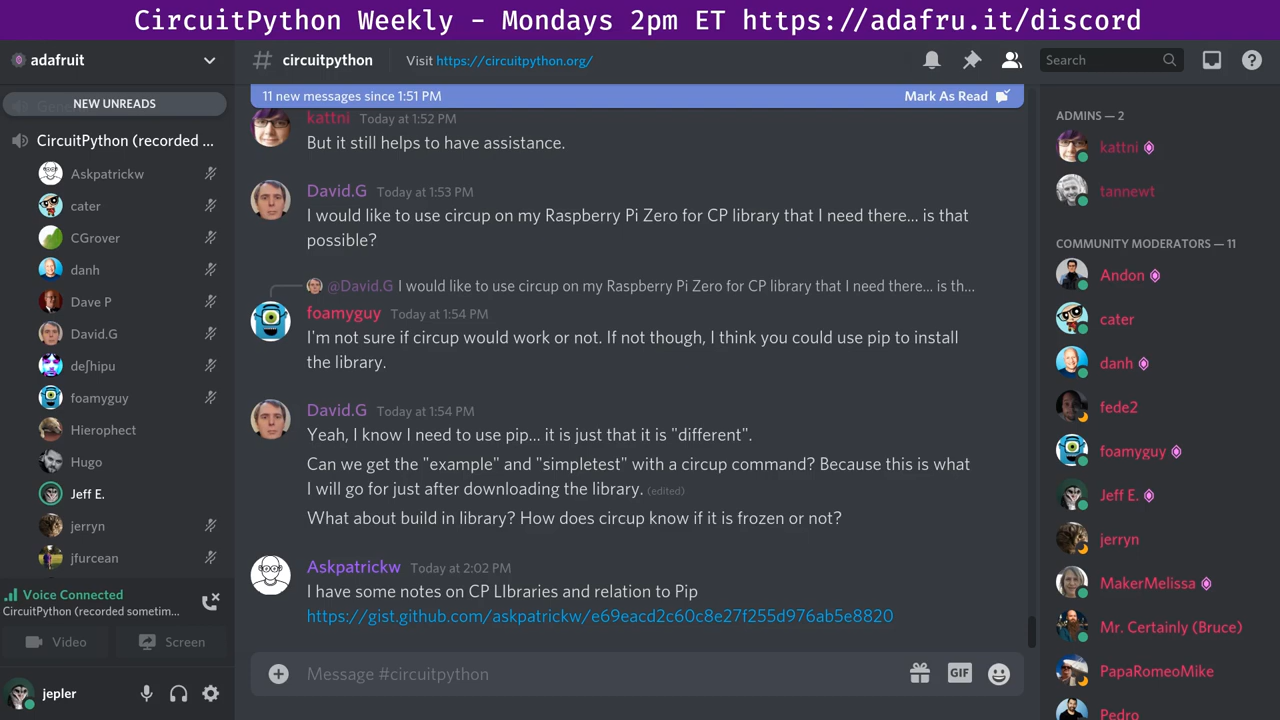 CircuitPython Weekly - Mondays 2pm ET https://adafru.it/discord
adafruit
# circuitpython
Visit https://circuitpython.org/
Search
NEW UNREADS
CircuitPython (recorded ...
Askpatrickw
cater
CGrover
danh
Dave P
David.G
deʃhipu
foamyguy
Hierophect
Hugo
Jeff E.
jerryn
jfurcean
Voice Connected
CircuitPython (recorded sometim...
Video
Screen
jepler
11 new messages since 1:51 PM
Mark As Read
kattni Today at 1:52 PM
But it still helps to have assistance.
David.G Today at 1:53 PM
I would like to use circup on my Raspberry Pi Zero for CP library that I need there... is that
possible?
@David.G I would like to use circup on my Raspberry Pi Zero for CP library that I need there... is th...
foamyguy Today at 1:54 PM
I'm not sure if circup would work or not. If not though, I think you could use pip to install
the library.
David.G Today at 1:54 PM
Yeah, I know I need to use pip... it is just that it is "different".
Can we get the "example" and "simpletest" with a circup command? Because this is what
I will go for just after downloading the library. (edited)
What about build in library? How does circup know if it is frozen or not?
Askpatrickw Today at 2:02 PM
I have some notes on CP LIbraries and relation to Pip
https://gist.github.com/askpatrickw/e69eacd2c60c8e27f255d976ab5e8820
Message #circuitpython
GIF
ADMINS — 2
kattni
tannewt
COMMUNITY MODERATORS — 11
Andon
cater
danh
fede2
foamyguy
Jeff E.
jerryn
MakerMelissa
Mr. Certainly (Bruce)
PapaRomeoMike
Pedro